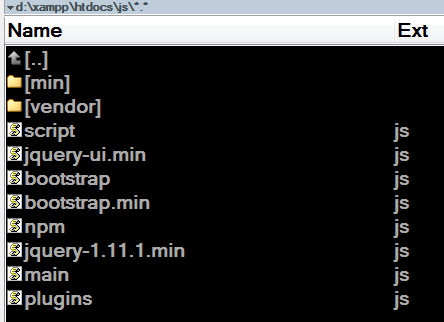 d:\xampp\htdocs\js\*.*
Name Ext
[..]
[min]
[vendor]
script js
jquery-ui.min js
bootstrap js
bootstrap.min js
npm js
jquery-1.11.1.min js
main js
plugins js